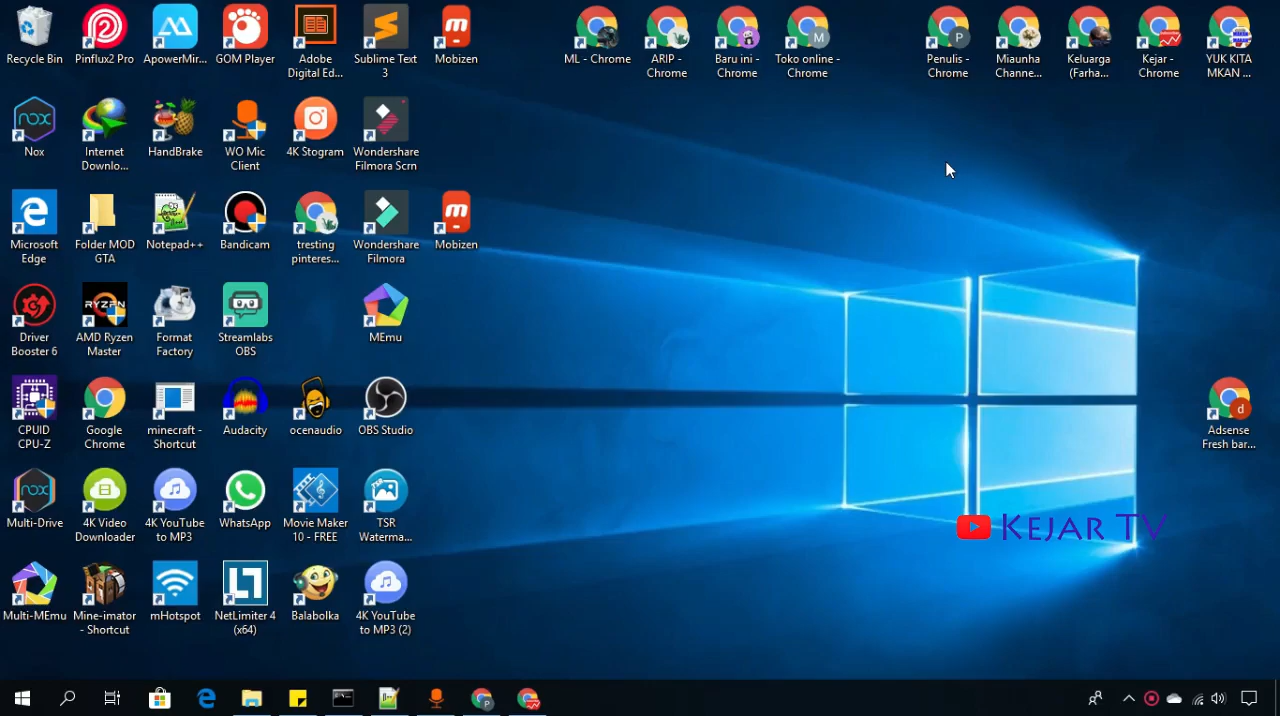 Recycle Bin
Pinflux2 Pro
ApowerMir...
GOM Player
Adobe
Digital Ed...
Sublime Text
3
Mobizen
ML - Chrome
ARIP -
Chrome
Baru ini -
Chrome
M
Toko online -
Chrome
P
Penulis -
Chrome
Miaunha
Channe...
Keluarga
(Farha...
Kejar -
Chrome
YUK KITA
MKAN ...
nox
Nox
Internet
Downlo...
HandBrake
WO Mic
Client
4K Stogram
Wondershare
Filmora Scrn
Microsoft
Edge
Folder MOD
GTA
Notepad++
Bandicam
tresting
pinteres...
Wondershare
Filmora
Mobizen
Driver
Booster 6
RYZEN
AMD Ryzen
Master
Format
Factory
Streamlabs
OBS
MEmu
CPUID
CPU-Z
Google
Chrome
minecraft -
Shortcut
Audacity
ocenaudio
OBS Studio
d
Adsense
Fresh bar...
nox
Multi-Drive
4K Video
Downloader
4K YouTube
to MP3
WhatsApp
Movie Maker
10 - FREE
TSR
Waterma...
Kejar TV
Multi-MEmu
Mine-imator
- Shortcut
mHotspot
NetLimiter 4
(x64)
Balabolka
4K YouTube
to MP3 (2)
P